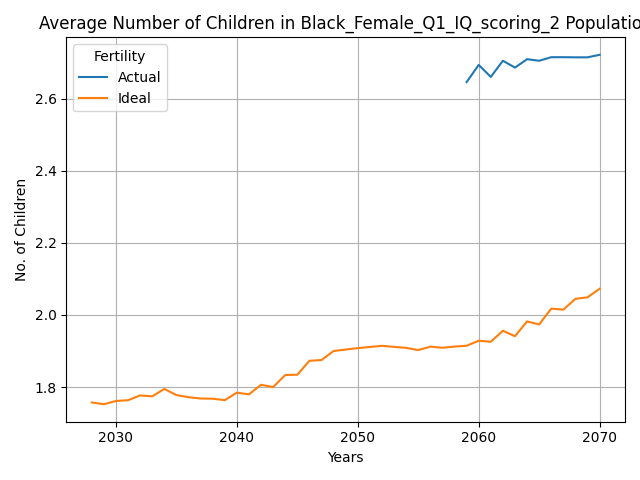 Average Number of Children in Black_Female_Q1_IQ_scoring_2 Populatio
Fertility
Actual
Ideal
2.6
2.4
2.2
2.0
1.8
No. of Children
2030
2040
2050
2060
2070
Years